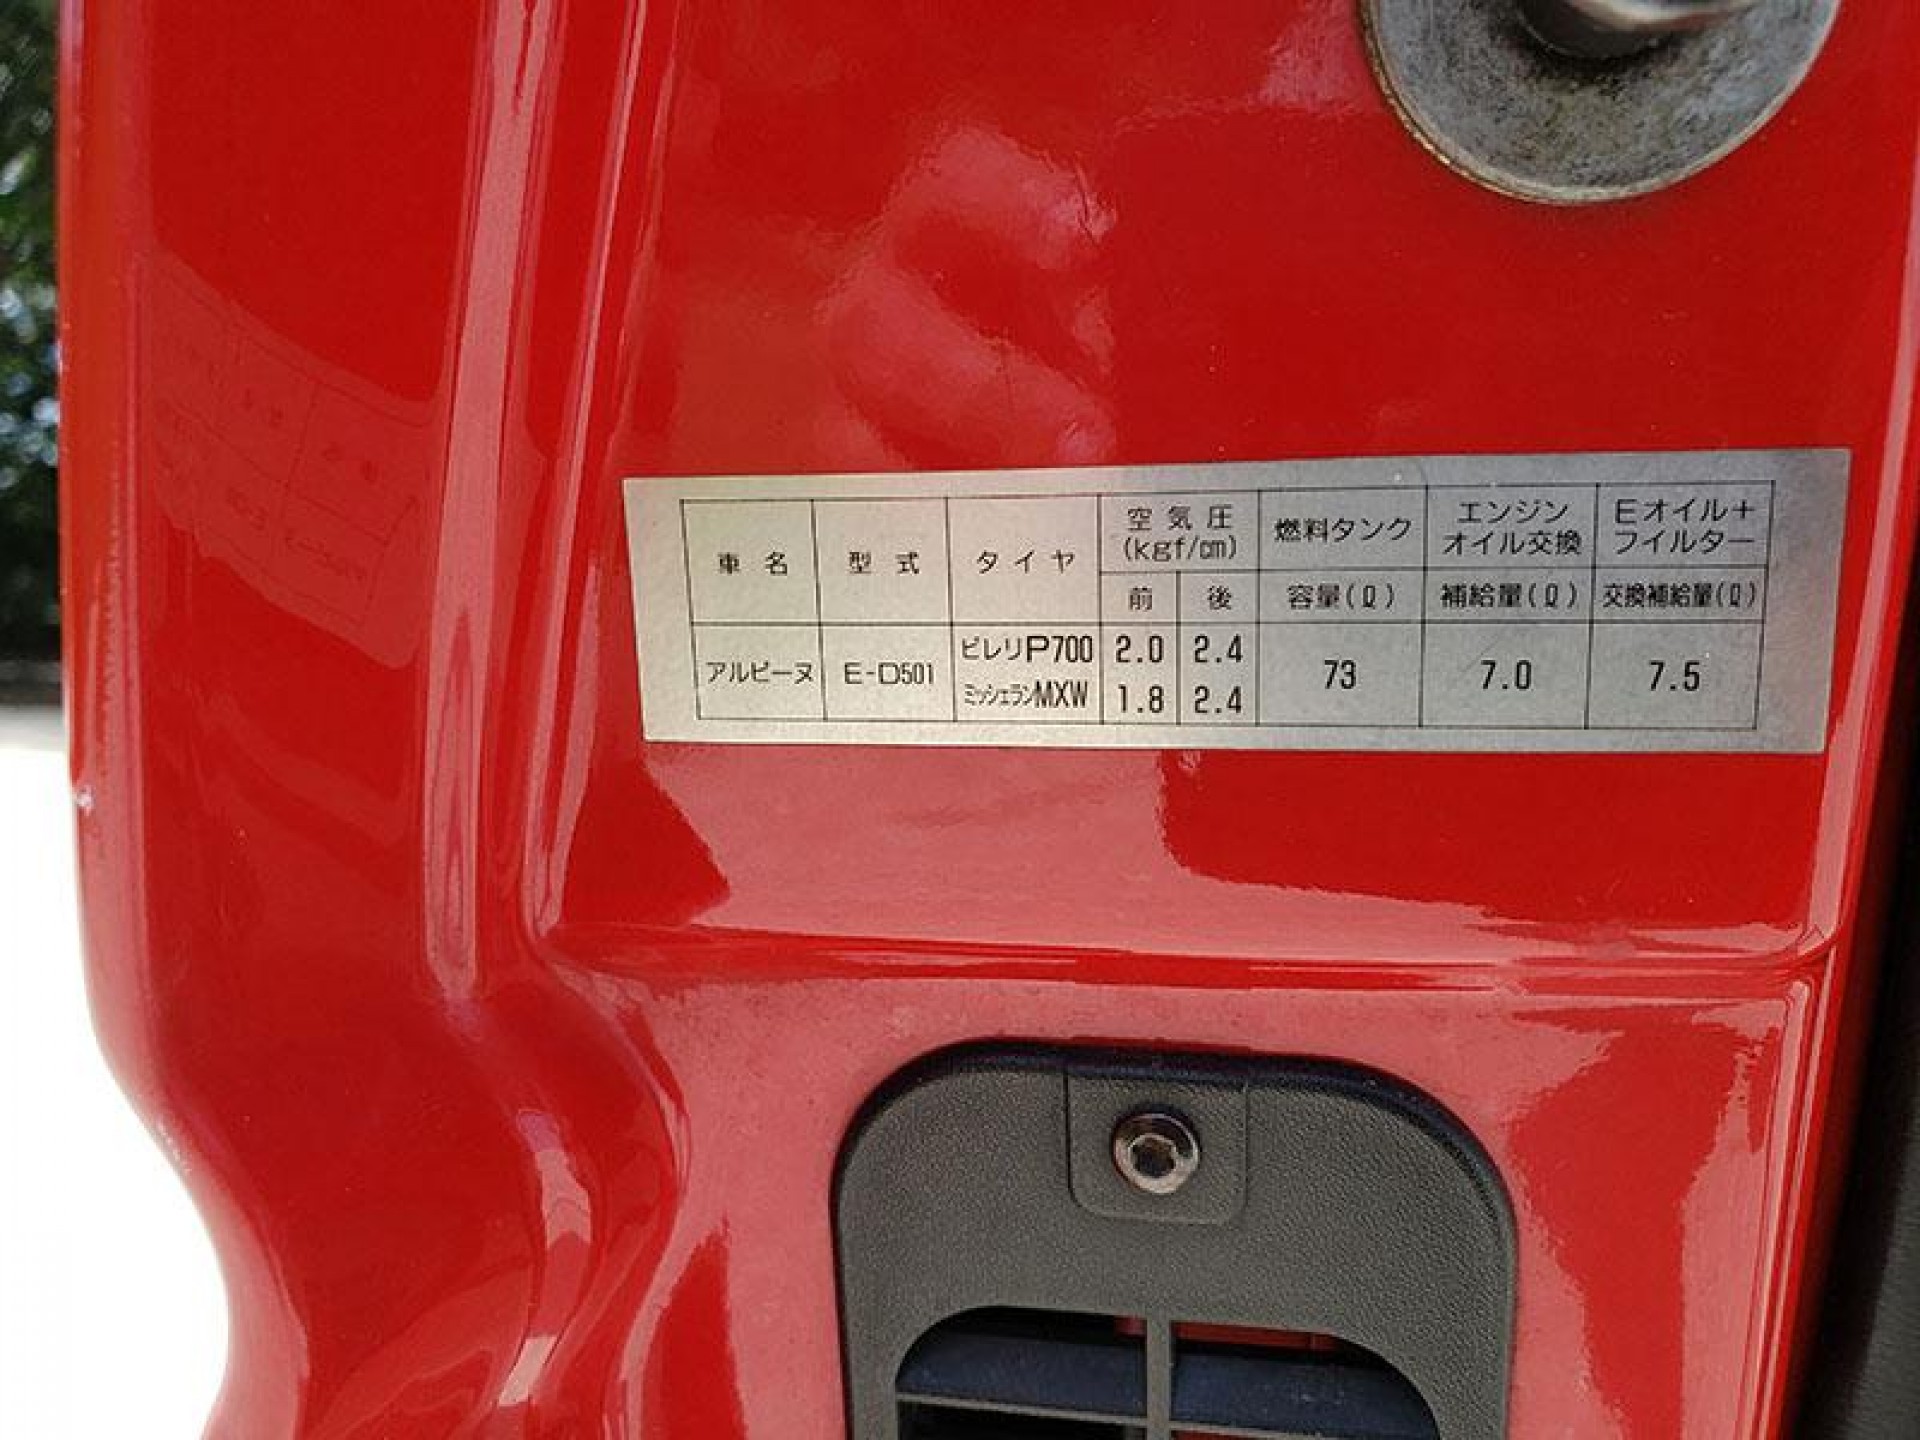 車名 型式 タイヤ 空気圧 (kgf/c㎡) 燃料タンク エンジン オイル交換 Eオイル+ フィルター
前 後 容量(ℓ) 補給量(ℓ) 交換補給量(ℓ)
アルピーヌ E-D501 ピレリP700 2.0 2.4 73 7.0 7.5
ミッシェランMXW 1.8 2.4